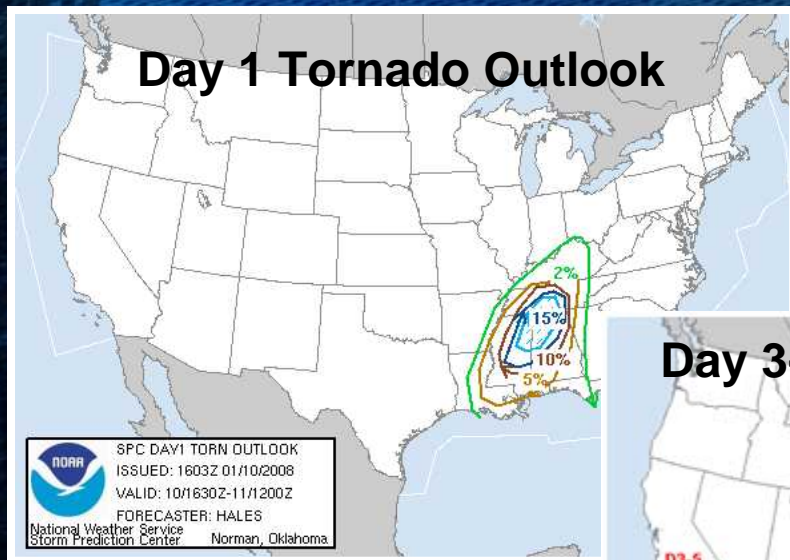 Day 1 Tornado Outlook
2%
15%
10%
5%
Day 3-
SPC DAY1 TORN OUTLOOK
ISSUED: 1603Z 01/10/2008
VALID: 10/1630Z-11/1200Z
FORECASTER: HALES
NOAA
National Weather Service
Storm Prediction Center Norman, Oklahoma